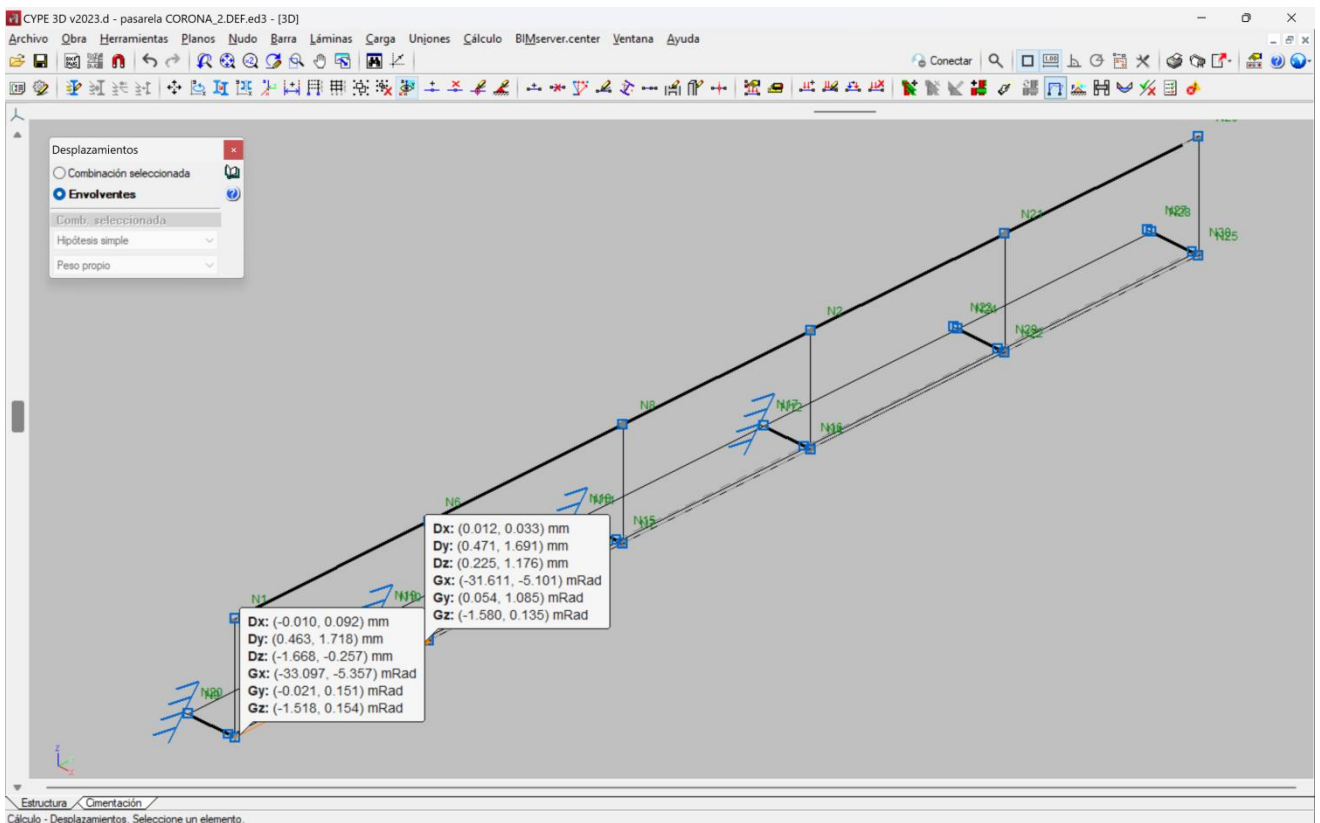 CYPE 3D v2023.d - pasarela CORONA_2.DEF.ed3 - [3D]
Archivo Obra Herramientas Planos Nudo Barra Láminas Carga Uniones Cálculo BIMserver.center Ventana Ayuda
Conectar
Desplazamientos
Combinación seleccionada
Envolventes
Comb. seleccionada
Hipótesis simple
Peso propio
N21
N2
N8
N6
N1
Dx: (0.012, 0.033) mm
Dy: (0.471, 1.691) mm
Dz: (0.225, 1.176) mm
Gx: (-31.611, -5.101) mRad
Gy: (0.054, 1.085) mRad
Gz: (-1.580, 0.135) mRad
Dx: (-0.010, 0.092) mm
Dy: (0.463, 1.718) mm
Dz: (-1.668, -0.257) mm
Gx: (-33.097, -5.357) mRad
Gy: (-0.021, 0.151) mRad
Gz: (-1.518, 0.154) mRad
z
x
Estructura Cimentación
Cálculo - Desplazamientos. Seleccione un elemento.